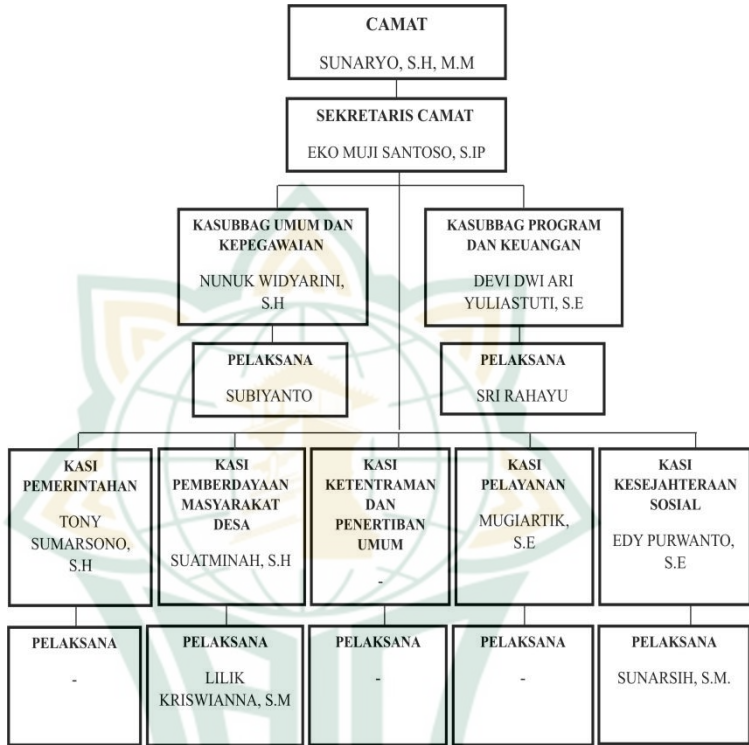 CAMAT
SUNARYO, S.H, M.M
SEKRETARIS CAMAT
EKO MUJI SANTOSO, S.IP
KASUBBAG UMUM DAN
KEPEGAWAIAN
NUNUK WIDYARINI,
S.H
KASUBBAG PROGRAM
DAN KEUANGAN
DEVI DWI ARI
YULIASTUTI, S.E
PELAKSANA
SUBIYANTO
PELAKSANA
SRI RAHAYU
KASI
PEMERINTAHAN
TONY
SUMARSONO,
S.H
KASI
PEMBERDAYAAN
MASYARAKAT
DESA
SUATMINAH, S.H
KASI
KETENTRAMAN
DAN
PENERTIBAN
UMUM
-
KASI
PELAYANAN
MUGIARTIK,
S.E
KASI
KESEJAHTERAAN
SOSIAL
EDY PURWANTO,
S.E
PELAKSANA
-
PELAKSANA
LILIK
KRISWIANNA, S.M
PELAKSANA
-
PELAKSANA
-
PELAKSANA
SUNARSIH, S.M.